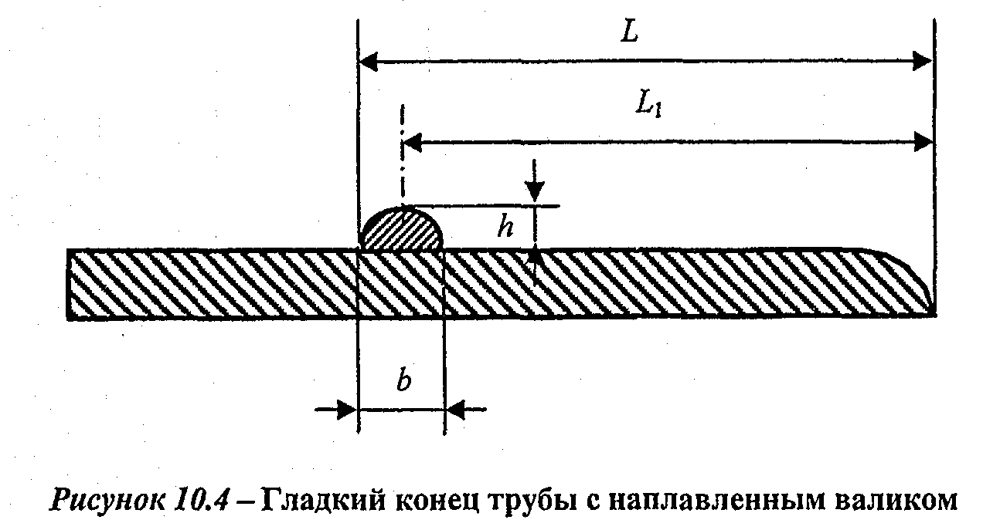 L
L₁
h
b
Рисунок 10.4 – Гладкий конец трубы с наплавленным валиком